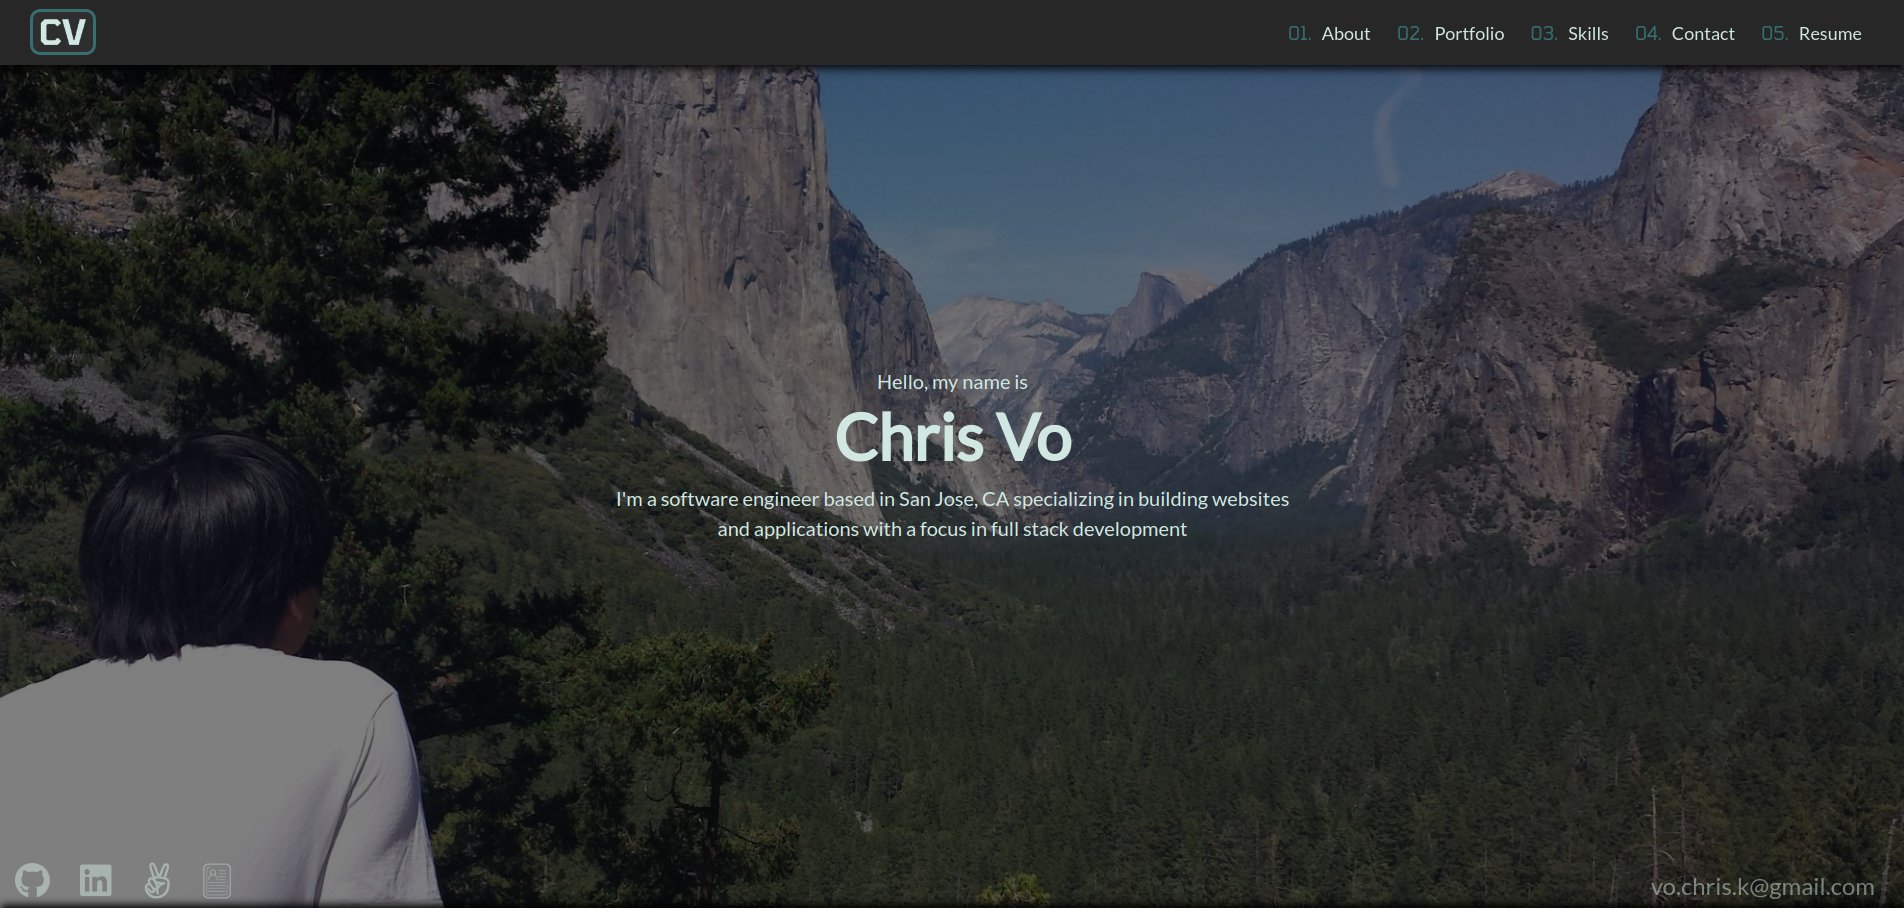 CV
01. About 02. Portfolio 03. Skills 04. Contact 05. Resume
Hello, my name is
Chris Vo
I'm a software engineer based in San Jose, CA specializing in building websites
and applications with a focus in full stack development
in
vo.chris.k@gmail.com